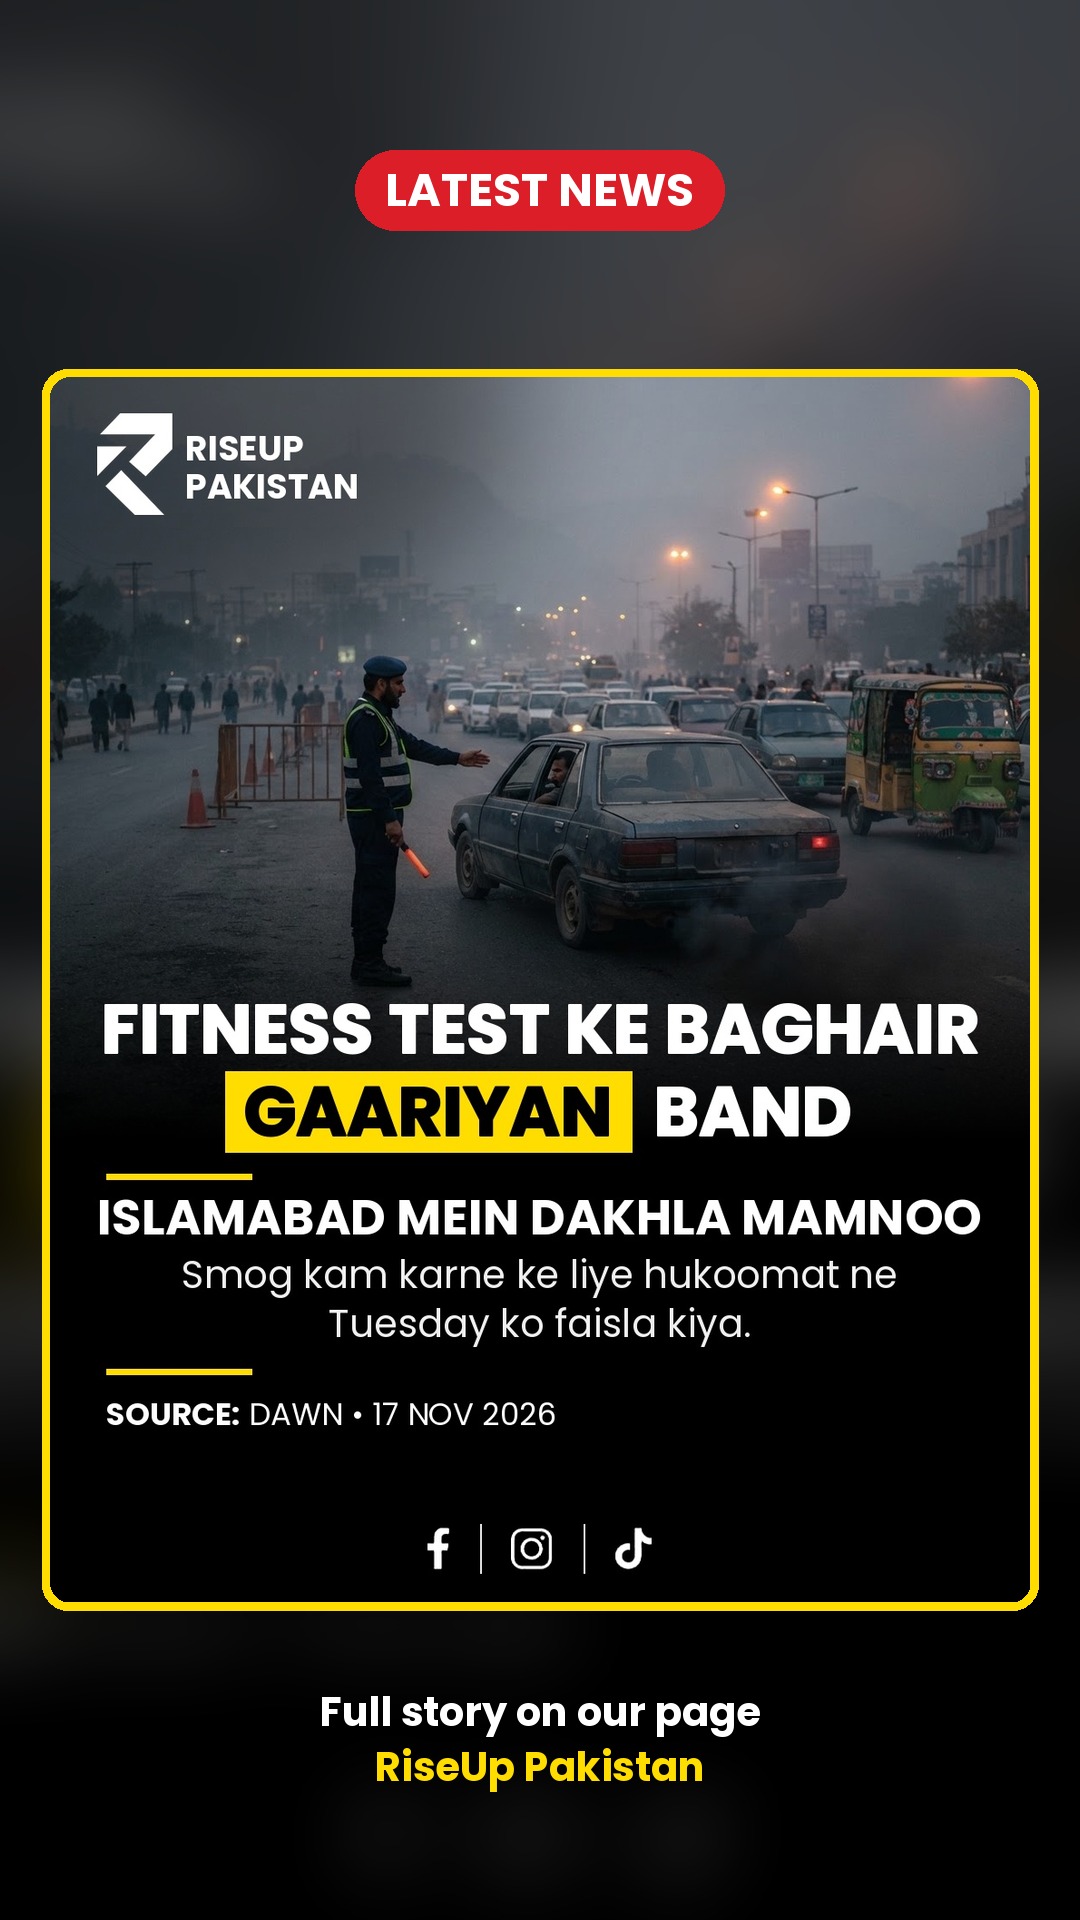 LATEST NEWS
RISEUP
PAKISTAN
FITNESS TEST KE BAGHAIR
GAARIYAN BAND
ISLAMABAD MEIN DAKHLA MAMNOO
Smog kam karne ke liye hukoomat ne
Tuesday ko faisla kiya.
SOURCE: DAWN • 17 NOV 2026
Full story on our page
RiseUp Pakistan